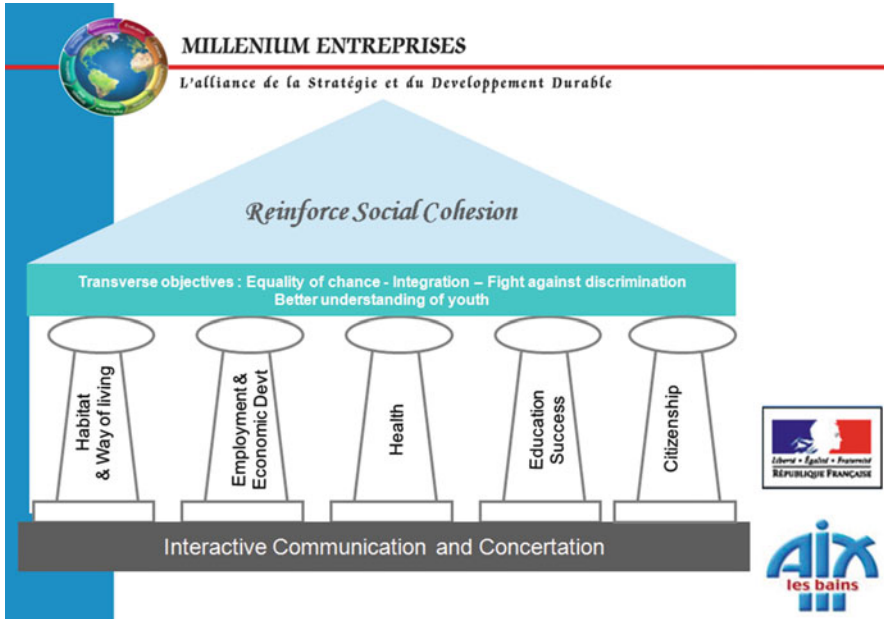 MILLENIUM ENTREPRISES
L'alliance de la Stratégie et du Developpement Durable
Reinforce Social Cohesion
Transverse objectives : Equality of chance - Integration – Fight against discrimination
Better understanding of youth
Habitat
& Way of living
Employment &
Economic Devt
Health
Education
Success
Citizenship
Interactive Communication and Concertation
Liberté • Égalité • Fraternité
RÉPUBLIQUE FRANÇAISE
AIX
les bains